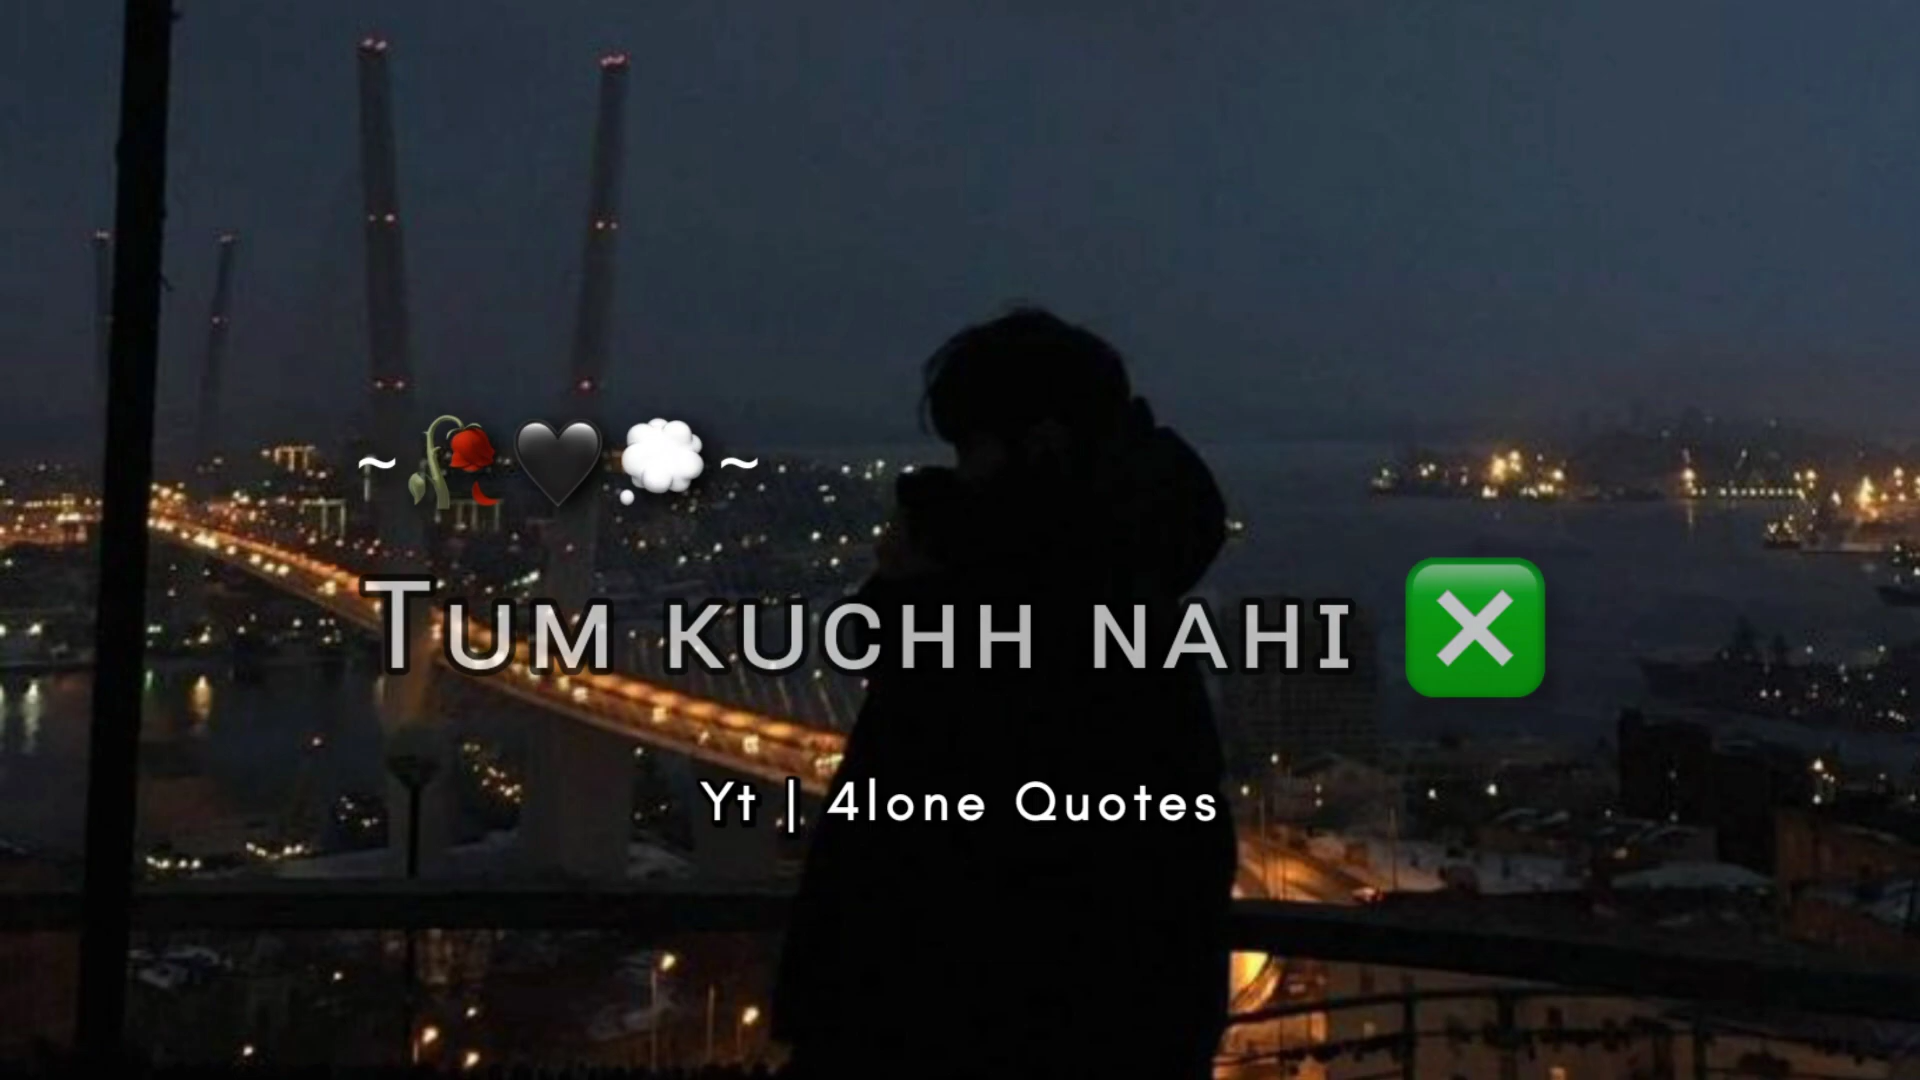 ~🥀🖤💭~
Tum kuchh nahi ❎
Yt | 4lone Quotes